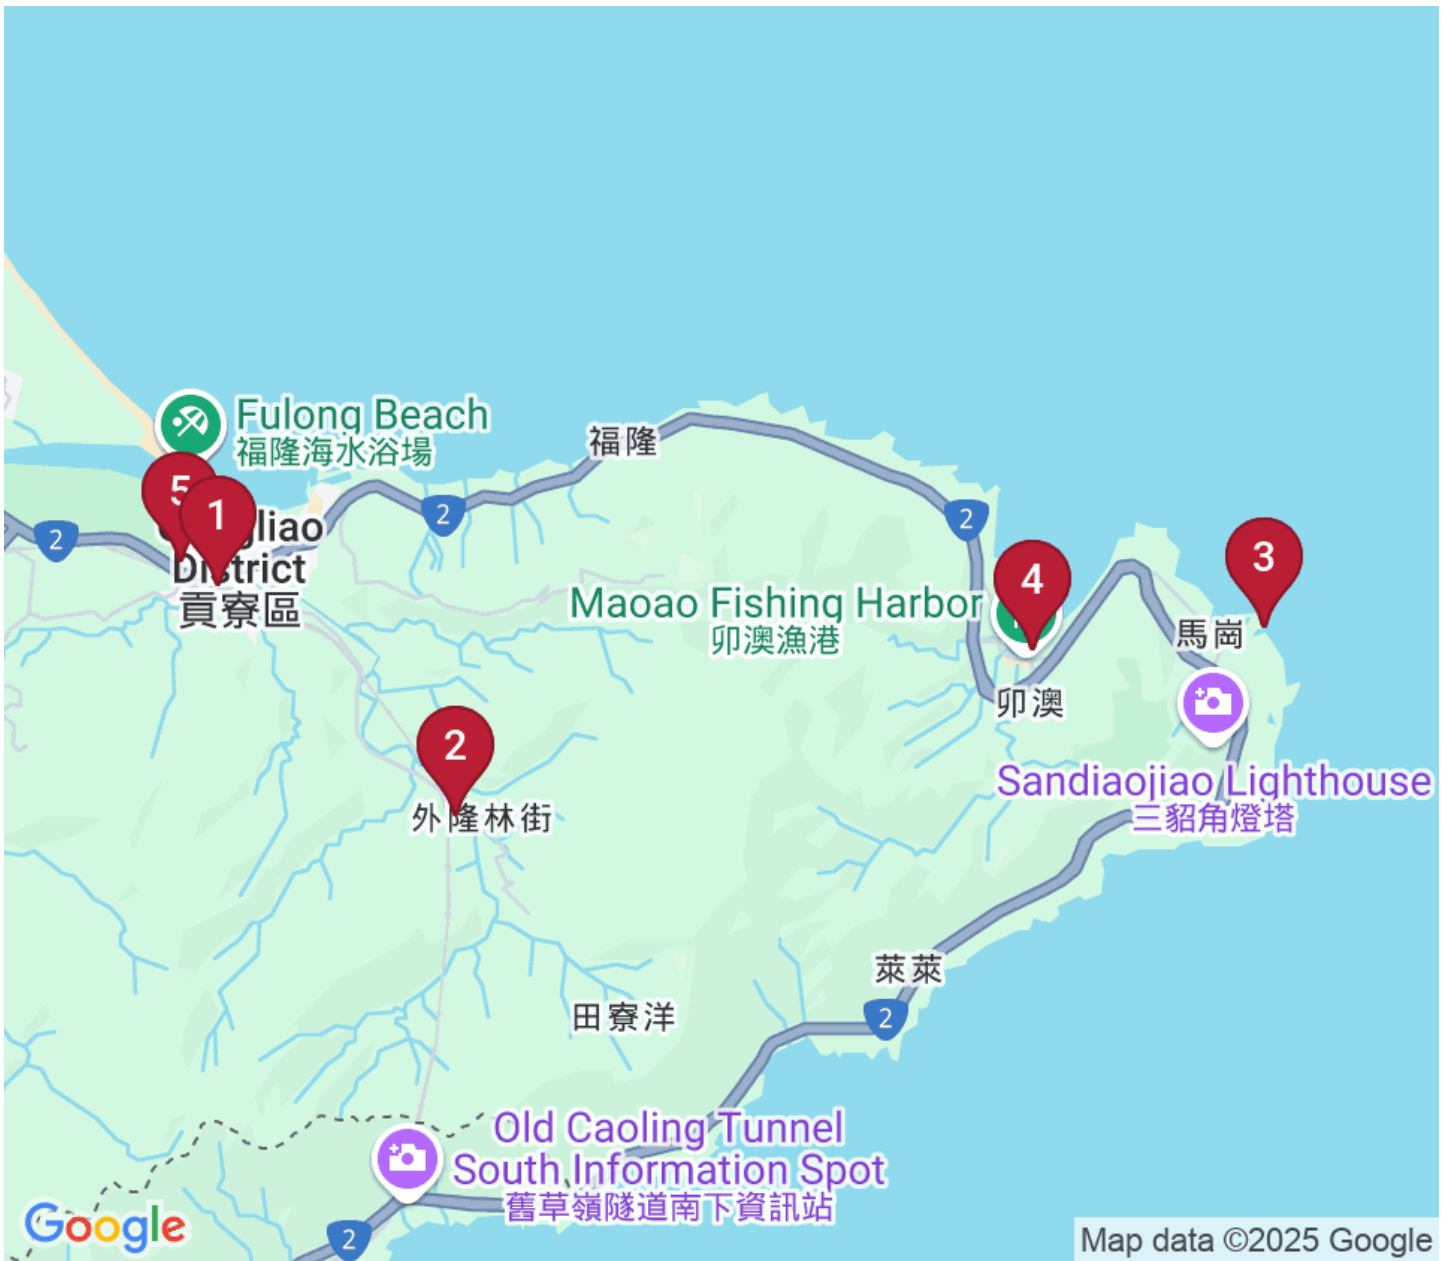 Fulong Beach
福隆海水浴場
福隆
5
1
2
2
2
gliao
District
貢寮區
3
4
Maoao Fishing Harbor
卯澳漁港
馬崗
卯澳
2
外隆林街
Sandiaojiao Lighthouse
三貂角燈塔
萊萊
田寮洋
2
Old Caoling Tunnel
South Information Spot
舊草嶺隧道南下資訊站
2
Google
Map data ©2025 Google